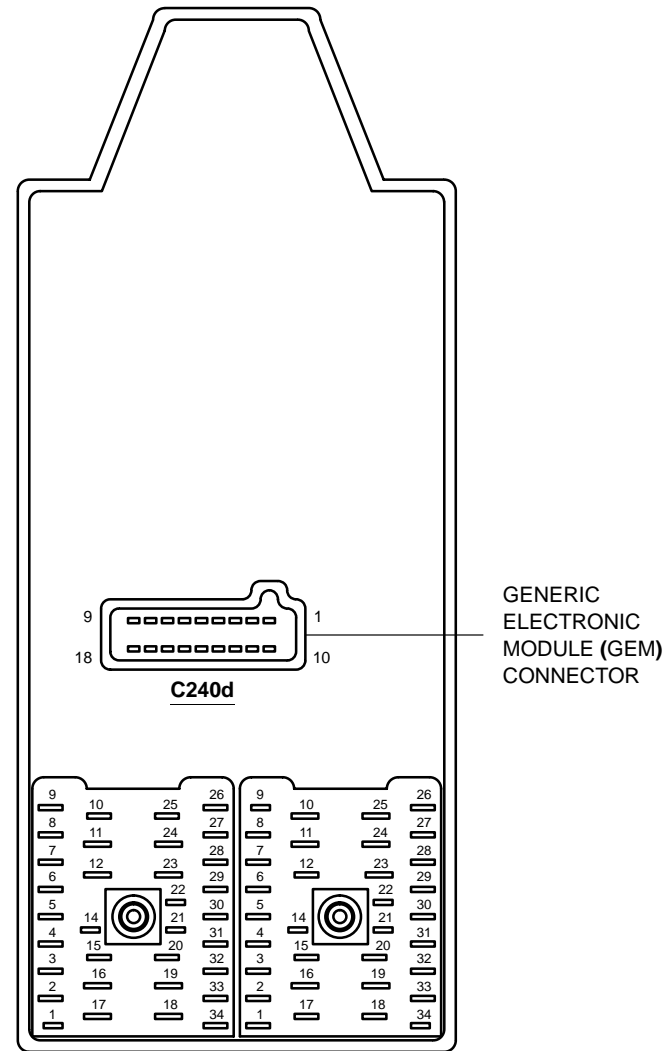 9 1
18 10
C240d
GENERIC
ELECTRONIC
MODULE (GEM)
CONNECTOR
9 10 25 26
8 11 24 27
7 12 23 28
6 22 29
5 14 21 30
4 15 20 31
3 16 19 32
2 17 18 33
1 34
9 10 25 26
8 11 24 27
7 12 23 28
6 22 29
5 14 21 30
4 15 20 31
3 16 19 32
2 17 18 33
1 34